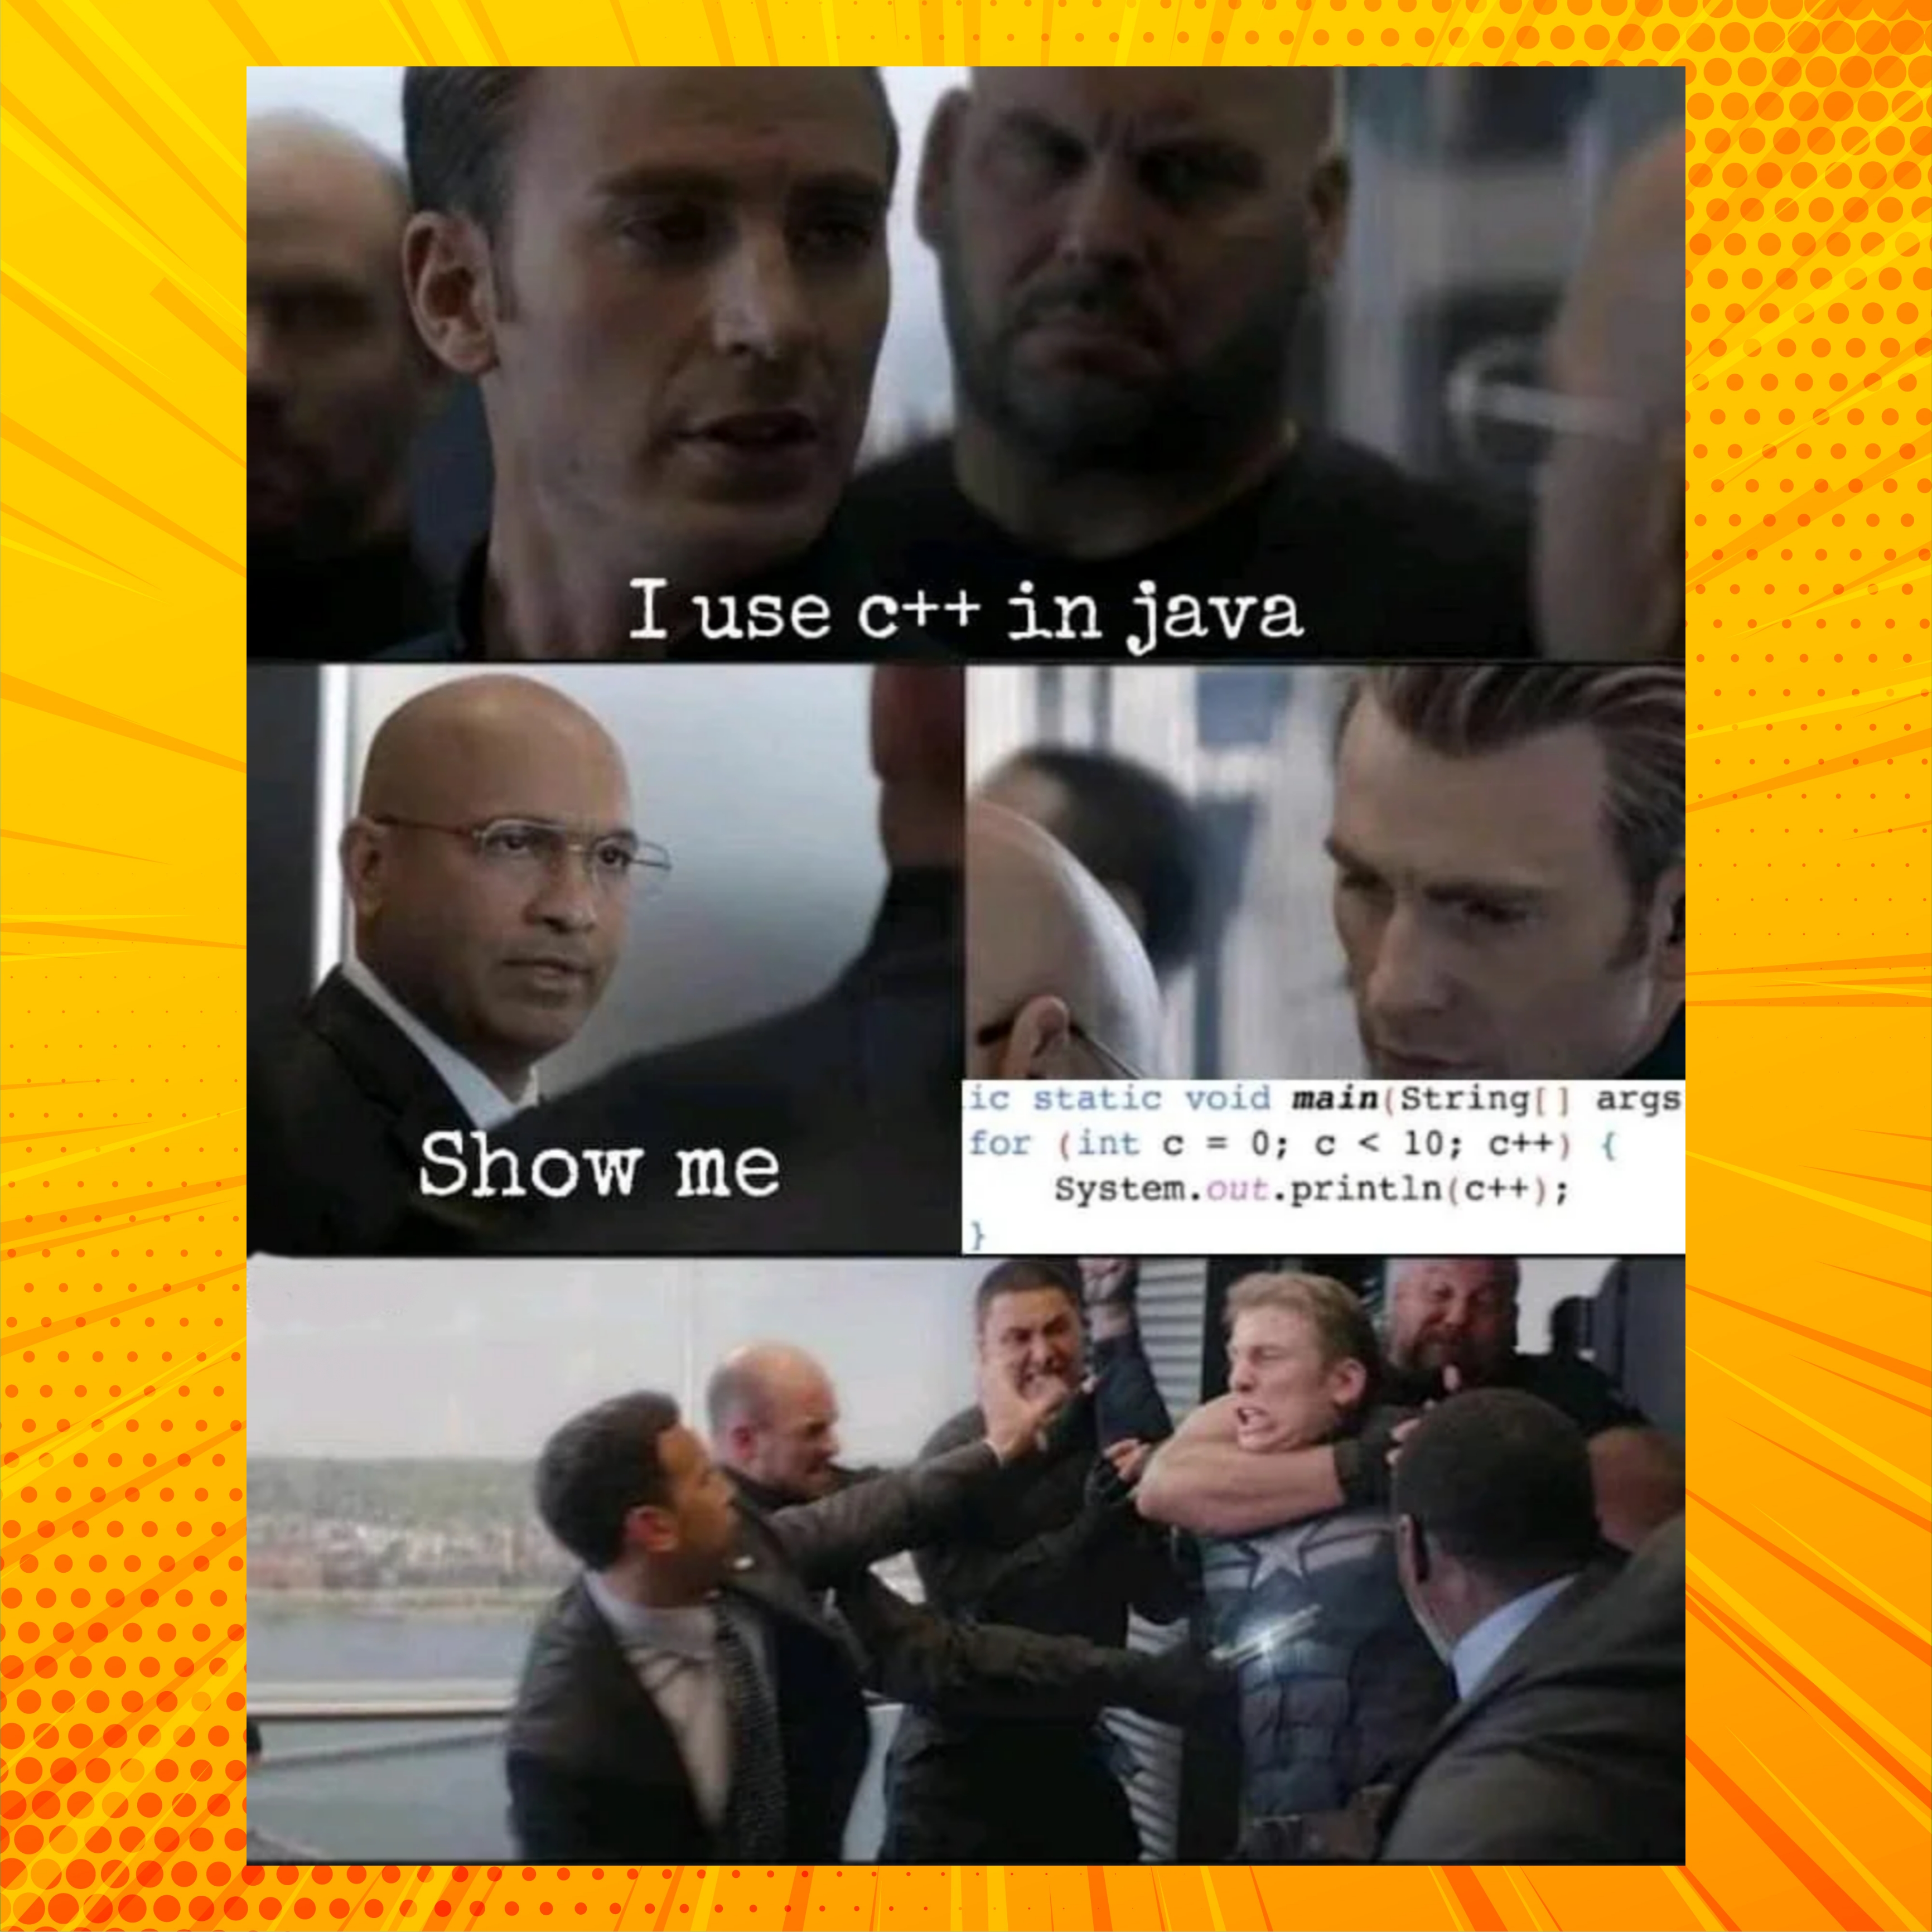 I use c++ in java
Show me
ic static void main(String[] args
for (int c = 0; c < 10; c++) {
System.out.println(c++);
}